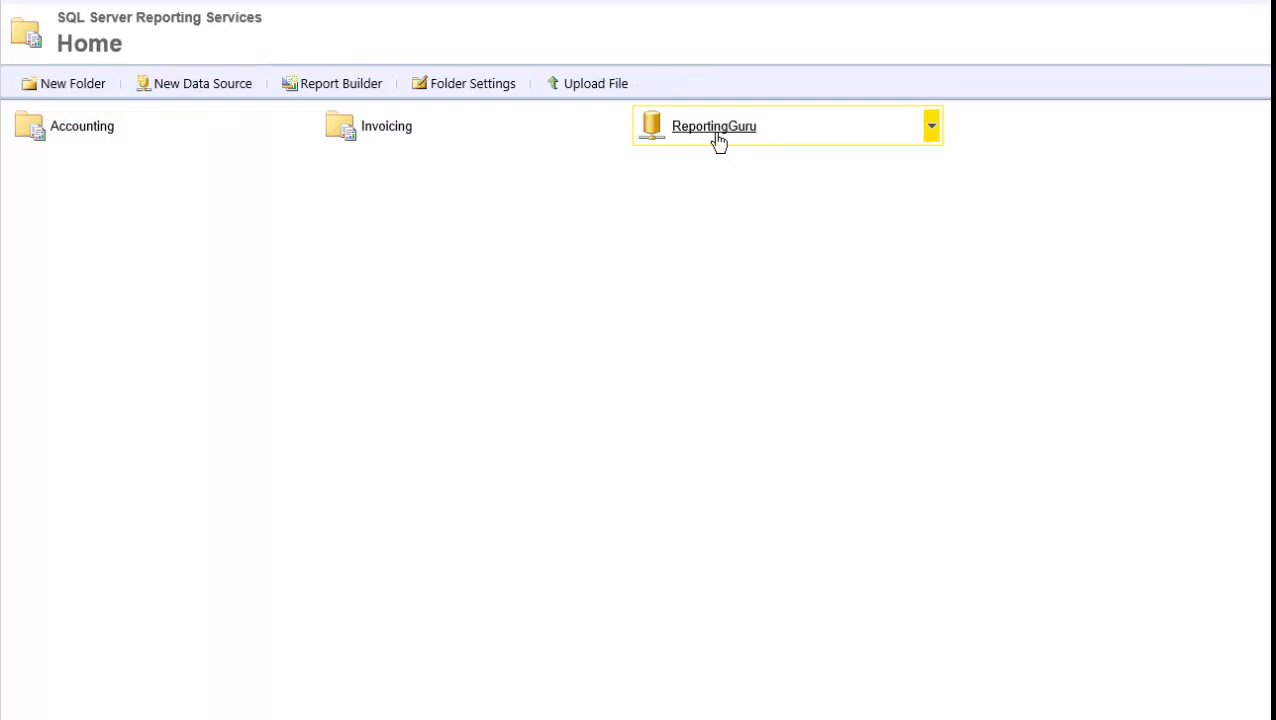 SQL Server Reporting Services
Home
New Folder
New Data Source
Report Builder
Folder Settings
Upload File
Accounting
Invoicing
ReportingGuru